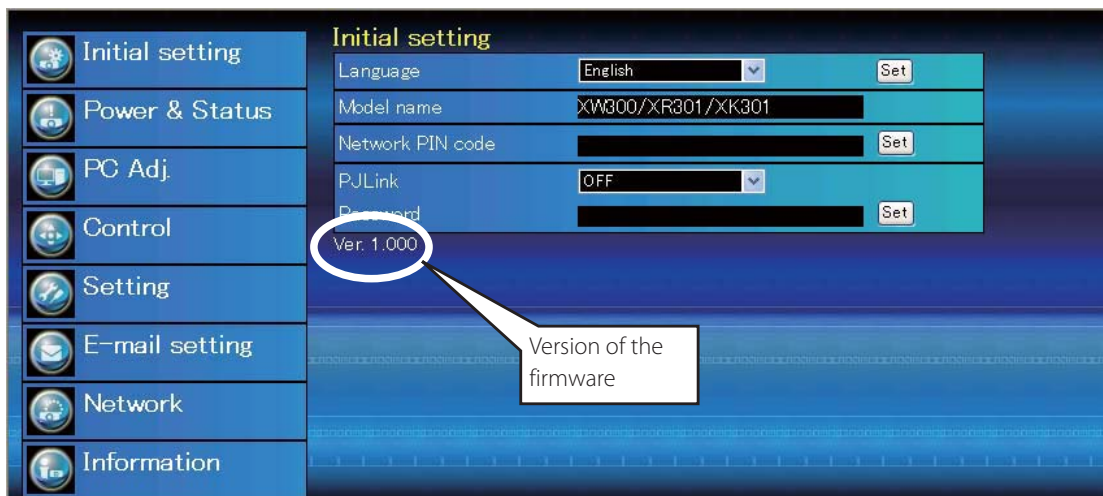 Initial setting
Power & Status
PC Adj.
Control
Setting
E-mail setting
Network
Information
Initial setting
Language English Set
Model name XW300/XR301/XK301
Network PIN code Set
PJLink OFF
Password Set
Ver. 1.000
Version of the
firmware